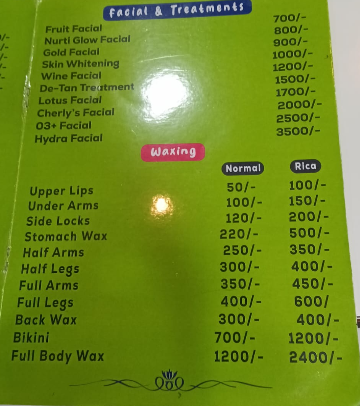 Facial & Treatments
Fruit Facial 700/-
Nurti Glow Facial 800/-
Gold Facial 900/-
Skin Whitening 1000/-
Wine Facial 1200/-
De-Tan Treatment 1500/-
Lotus Facial 1700/-
Cherly's Facial 2000/-
03+ Facial 2500/-
Hydra Facial 3500/-
Waxing
Normal Rica
Upper Lips 50/- 100/-
Under Arms 100/- 150/-
Side Locks 120/- 200/-
Stomach Wax 220/- 500/-
Half Arms 250/- 350/-
Half Legs 300/- 400/-
Full Arms 350/- 450/-
Full Legs 400/- 600/
Back Wax 300/- 400/-
Bikini 700/- 1200/-
Full Body Wax 1200/- 2400/-